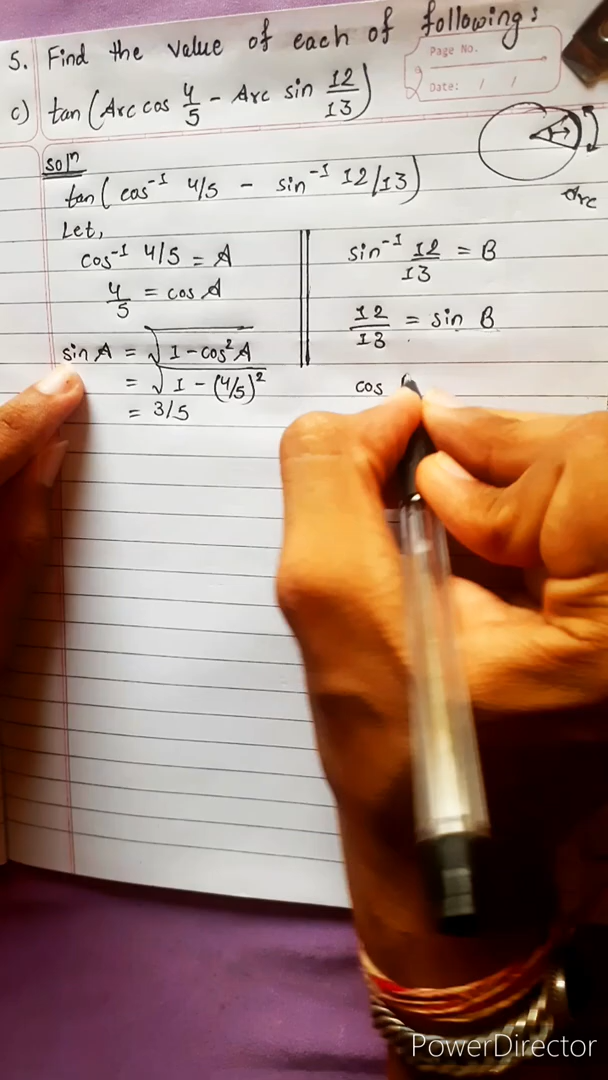 5. Find the value of each of following:
Page No.
Date: / /
c) tan (Arc cos 4/5 - Arc sin 12/13)
Arc
soln
tan( cos⁻¹ 4/5 - sin⁻¹ 12/13)
Let,
cos⁻¹ 4/5 = A
4/5 = cos A
sin A = √1-cos²A
= √1-(4/5)²
= 3/5
sin⁻¹ 12/13 = B
12/13 = sin B
cos
PowerDirector